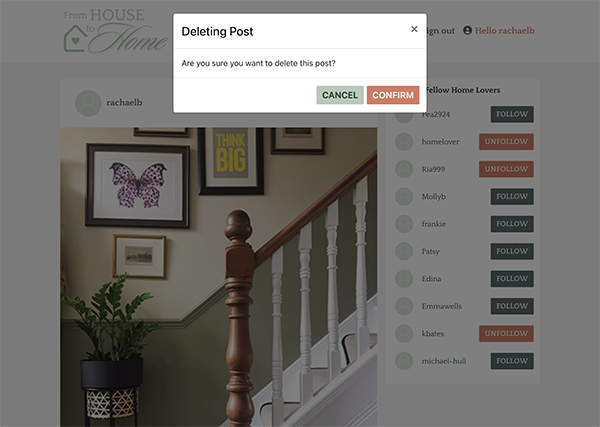 From HOUSE
to
Home
Sign out
Hello rachaelb
Deleting Post
×
Are you sure you want to delete this post?
CANCEL
CONFIRM
rachaelb
THINK
BIG
Fellow Home Lovers
Pea2924
FOLLOW
homelover
UNFOLLOW
Ria999
UNFOLLOW
Mollyb
FOLLOW
frankie
FOLLOW
Patsy
FOLLOW
Edina
FOLLOW
Emmawells
FOLLOW
kbates
UNFOLLOW
michael-hull
FOLLOW